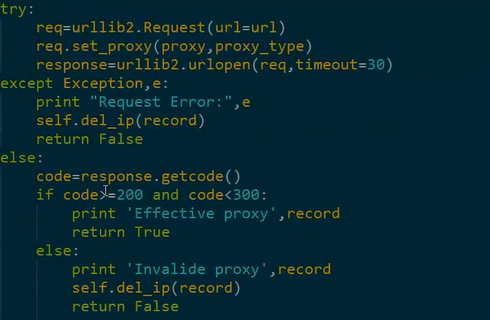 try:
    req=urllib2.Request(url=url)
    req.set_proxy(proxy,proxy_type)
    response=urllib2.urlopen(req,timeout=30)
except Exception,e:
    print "Request Error:",e
    self.del_ip(record)
    return False
else:
    code=response.getcode()
    if code>=200 and code<300:
        print 'Effective proxy',record
        return True
    else:
        print 'Invalide proxy',record
        self.del_ip(record)
        return False